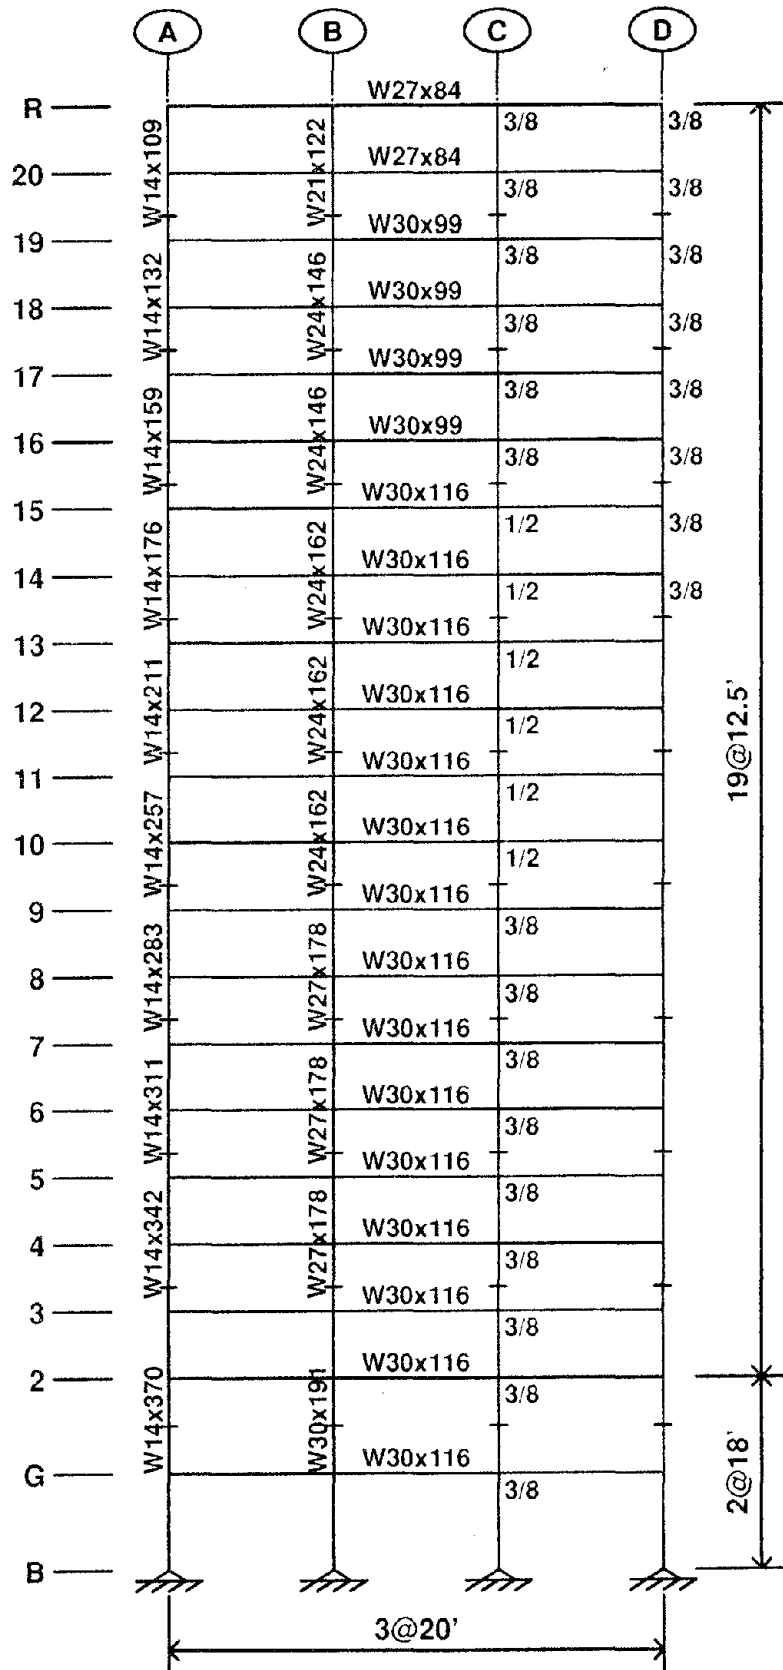 A B C D
R W27x84 3/8 3/8
W14x109 W21x122
20 W27x84 3/8 3/8
19 W30x99 3/8 3/8
W14x132 W24x146
18 W30x99 3/8 3/8
17 W30x99 3/8 3/8
W14x159 W24x146
16 W30x99 3/8 3/8
15 W30x116 1/2 3/8
W14x176 W24x162
14 W30x116 1/2 3/8
13 W30x116 1/2
W14x211 W24x162
12 W30x116 1/2
11 W30x116 1/2
W14x257 W24x162
10 W30x116 1/2
9 W30x116 3/8
W14x283 W27x178
8 W30x116 3/8
7 W30x116 3/8
W14x311 W27x178
6 W30x116 3/8
5 W30x116 3/8
W14x342 W27x178
4 W30x116 3/8
3 W30x116 3/8
2 W30x116 3/8
W14x370 W30x191
G W30x116 3/8
B
19@12.5'
2@18'
3@20'